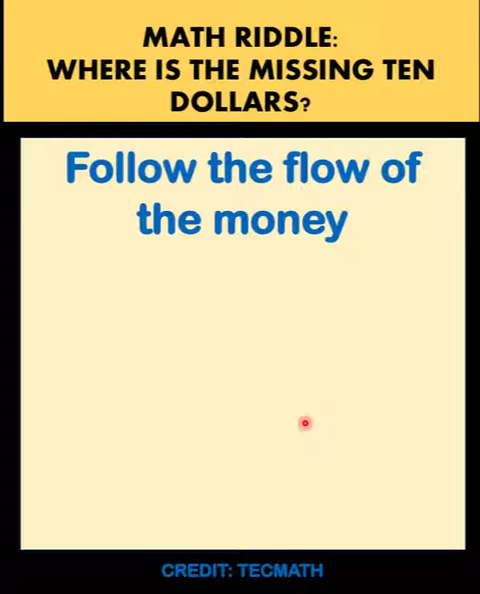 MATH RIDDLE:
WHERE IS THE MISSING TEN
DOLLARS?
Follow the flow of
the money
CREDIT: TECMATH